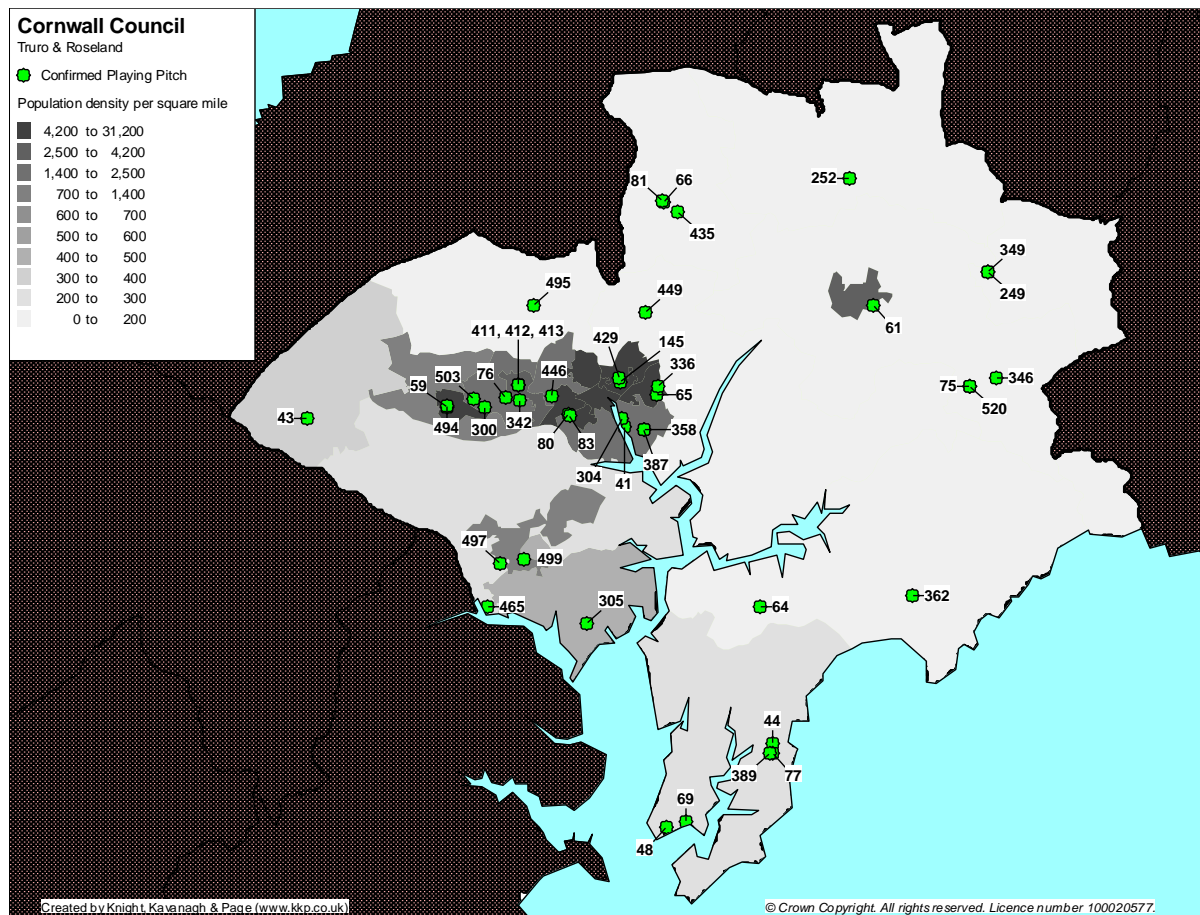 Cornwall Council
Truro & Roseland
Confirmed Playing Pitch
Population density per square mile
4,200 to 31,200
2,500 to 4,200
1,400 to 2,500
700 to 1,400
600 to 700
500 to 600
400 to 500
300 to 400
200 to 300
0 to 200
81 66
252
435
349
249
495
449
61
411, 412, 413
429
145
336
503
76
446
59
65
75
346
520
43
494
300
342
80
83
358
387
304
41
497
499
465
305
64
362
44
389
77
69
48
Created by Knight, Kavanagh & Page (www.kkp.co.uk)
© Crown Copyright. All rights reserved. Licence number 100020577.